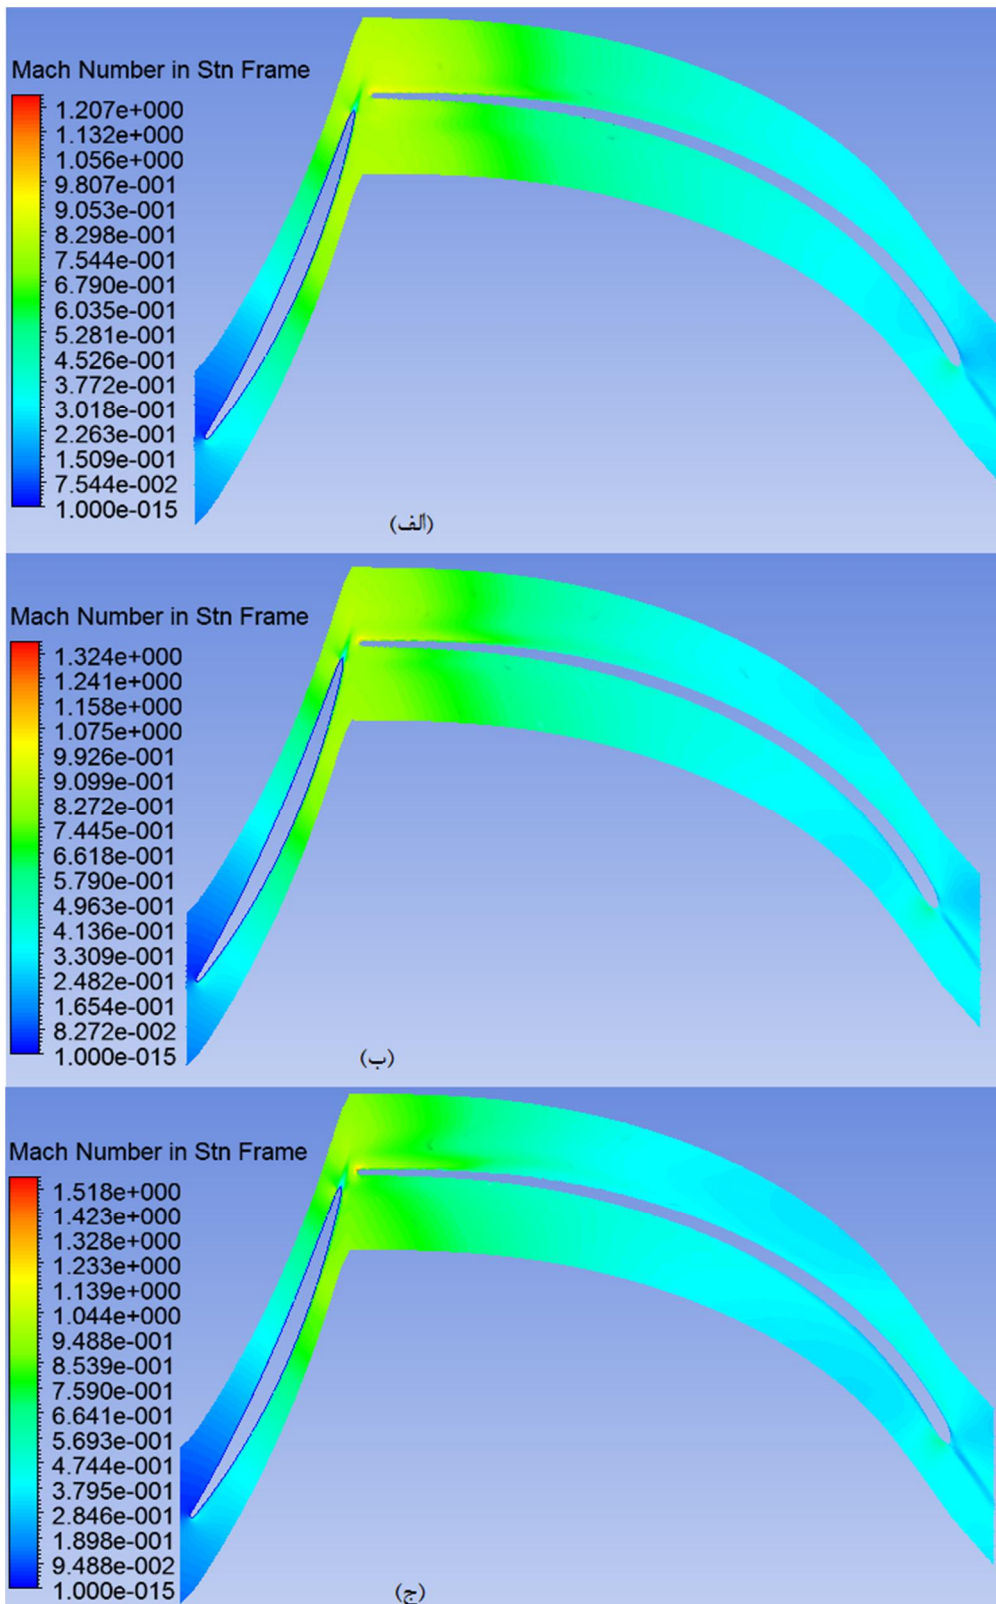 Mach Number in Stn Frame
1.207e+000
1.132e+000
1.056e+000
9.807e-001
9.053e-001
8.298e-001
7.544e-001
6.790e-001
6.035e-001
5.281e-001
4.526e-001
3.772e-001
3.018e-001
2.263e-001
1.509e-001
7.544e-002
1.000e-015
(الف)
Mach Number in Stn Frame
1.324e+000
1.241e+000
1.158e+000
1.075e+000
9.926e-001
9.099e-001
8.272e-001
7.445e-001
6.618e-001
5.790e-001
4.963e-001
4.136e-001
3.309e-001
2.482e-001
1.654e-001
8.272e-002
1.000e-015
(ب)
Mach Number in Stn Frame
1.518e+000
1.423e+000
1.328e+000
1.233e+000
1.139e+000
1.044e+000
9.488e-001
8.539e-001
7.590e-001
6.641e-001
5.693e-001
4.744e-001
3.795e-001
2.846e-001
1.898e-001
9.488e-002
1.000e-015
(ج)